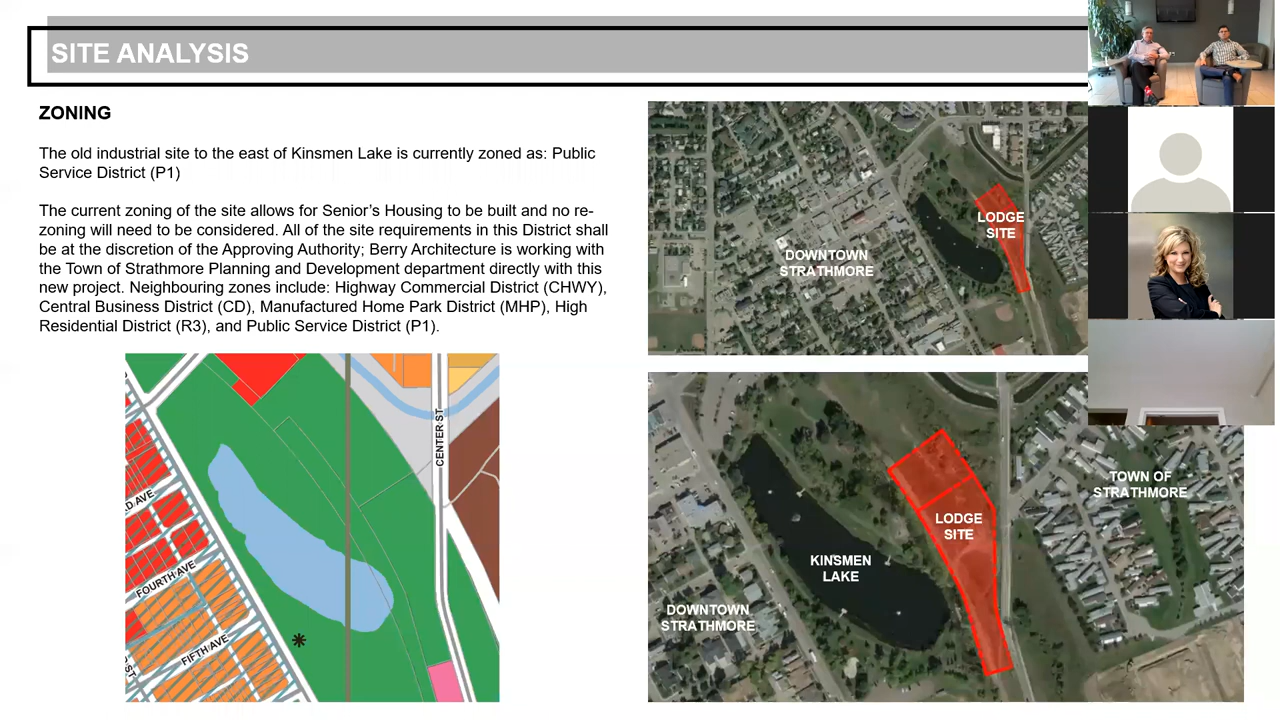 SITE ANALYSIS
ZONING
The old industrial site to the east of Kinsmen Lake is currently zoned as: Public
Service District (P1)
The current zoning of the site allows for Senior's Housing to be built and no re-
zoning will need to be considered. All of the site requirements in this District shall
be at the discretion of the Approving Authority; Berry Architecture is working with
the Town of Strathmore Planning and Development department directly with this
new project. Neighbouring zones include: Highway Commercial District (CHWY),
Central Business District (CD), Manufactured Home Park District (MHP), High
Residential District (R3), and Public Service District (P1).
CENTER ST
D AVE
FOURTH AVE
FIFTH AVE
ST
LODGE
SITE
DOWNTOWN
STRATHMORE
TOWN OF
STRATHMORE
LODGE
SITE
KINSMEN
LAKE
DOWNTOWN
STRATHMORE